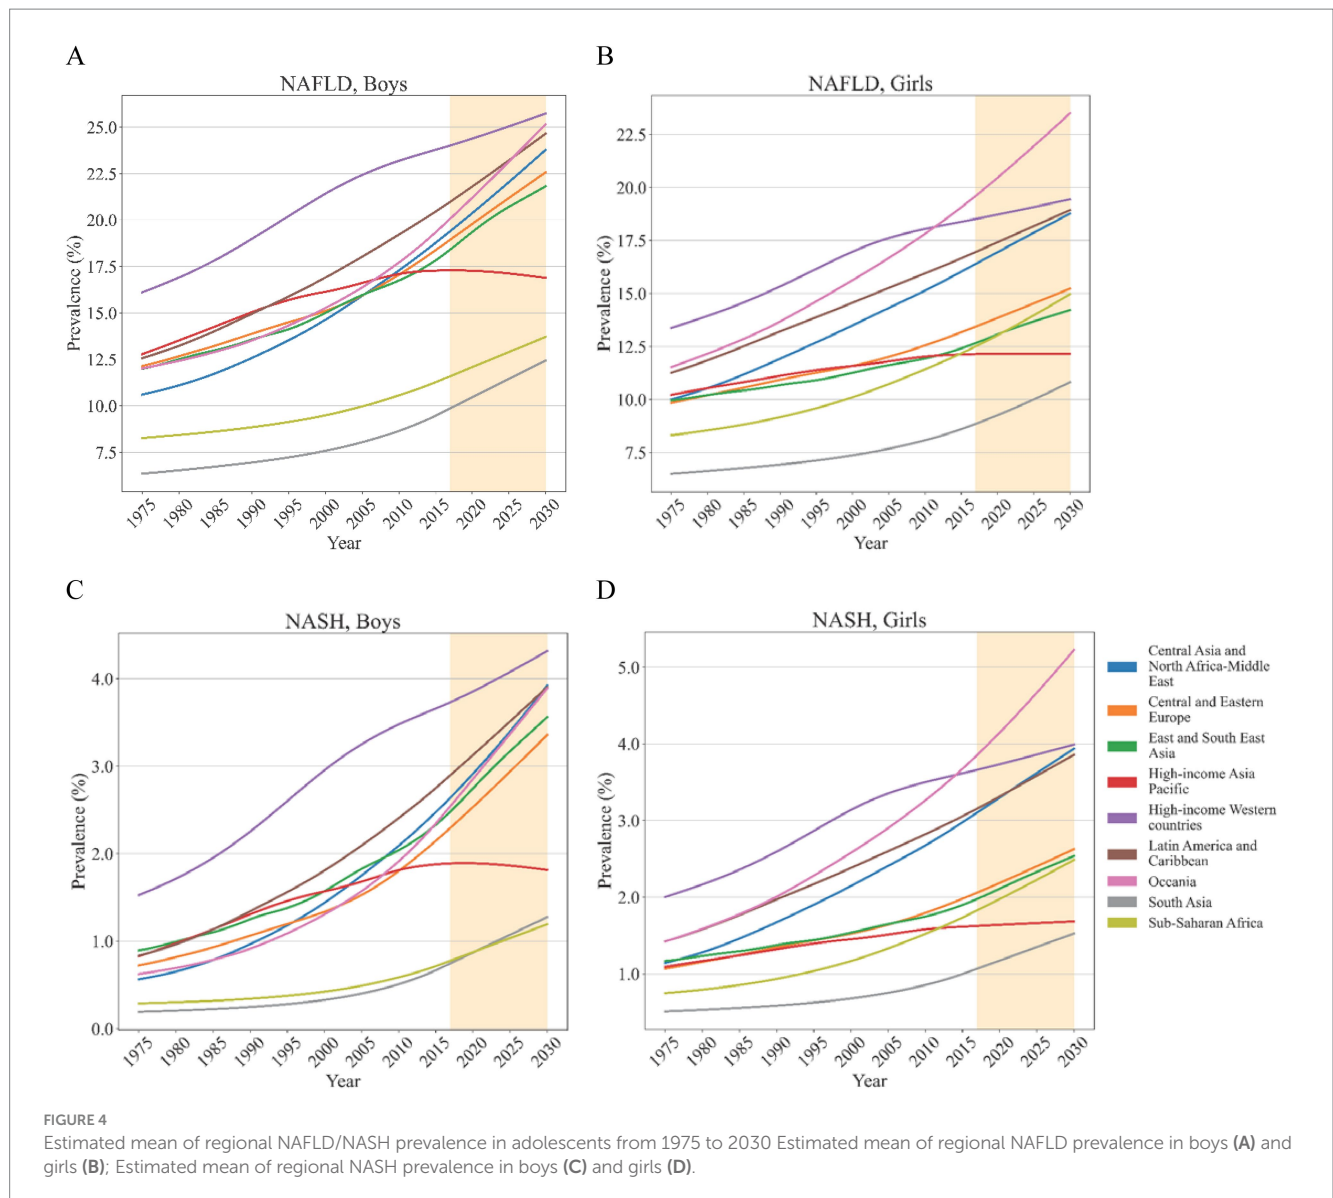 A
NAFLD, Boys
Prevalence (%)
25.0
22.5
20.0
17.5
15.0
12.5
10.0
7.5
1975
1980
1985
1990
1995
2000
2005
2010
2015
2020
2025
2030
Year
B
NAFLD, Girls
Prevalence (%)
22.5
20.0
17.5
15.0
12.5
10.0
7.5
1975
1980
1985
1990
1995
2000
2005
2010
2015
2020
2025
2030
Year
C
NASH, Boys
Prevalence (%)
4.0
3.0
2.0
1.0
0.0
1975
1980
1985
1990
1995
2000
2005
2010
2015
2020
2025
2030
Year
D
NASH, Girls
Prevalence (%)
5.0
4.0
3.0
2.0
1.0
1975
1980
1985
1990
1995
2000
2005
2010
2015
2020
2025
2030
Year
Central Asia and
North Africa-Middle
East
Central and Eastern
Europe
East and South East
Asia
High-income Asia
Pacific
High-income Western
countries
Latin America and
Caribbean
Occania
South Asia
Sub-Saharan Africa
FIGURE 4
Estimated mean of regional NAFLD/NASH prevalence in adolescents from 1975 to 2030 Estimated mean of regional NAFLD prevalence in boys (A) and
girls (B); Estimated mean of regional NASH prevalence in boys (C) and girls (D).